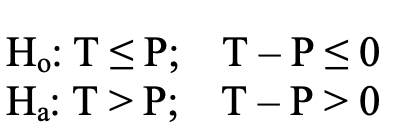 Hₒ: T ≤ P; T – P ≤ 0
Hₐ: T > P; T – P > 0